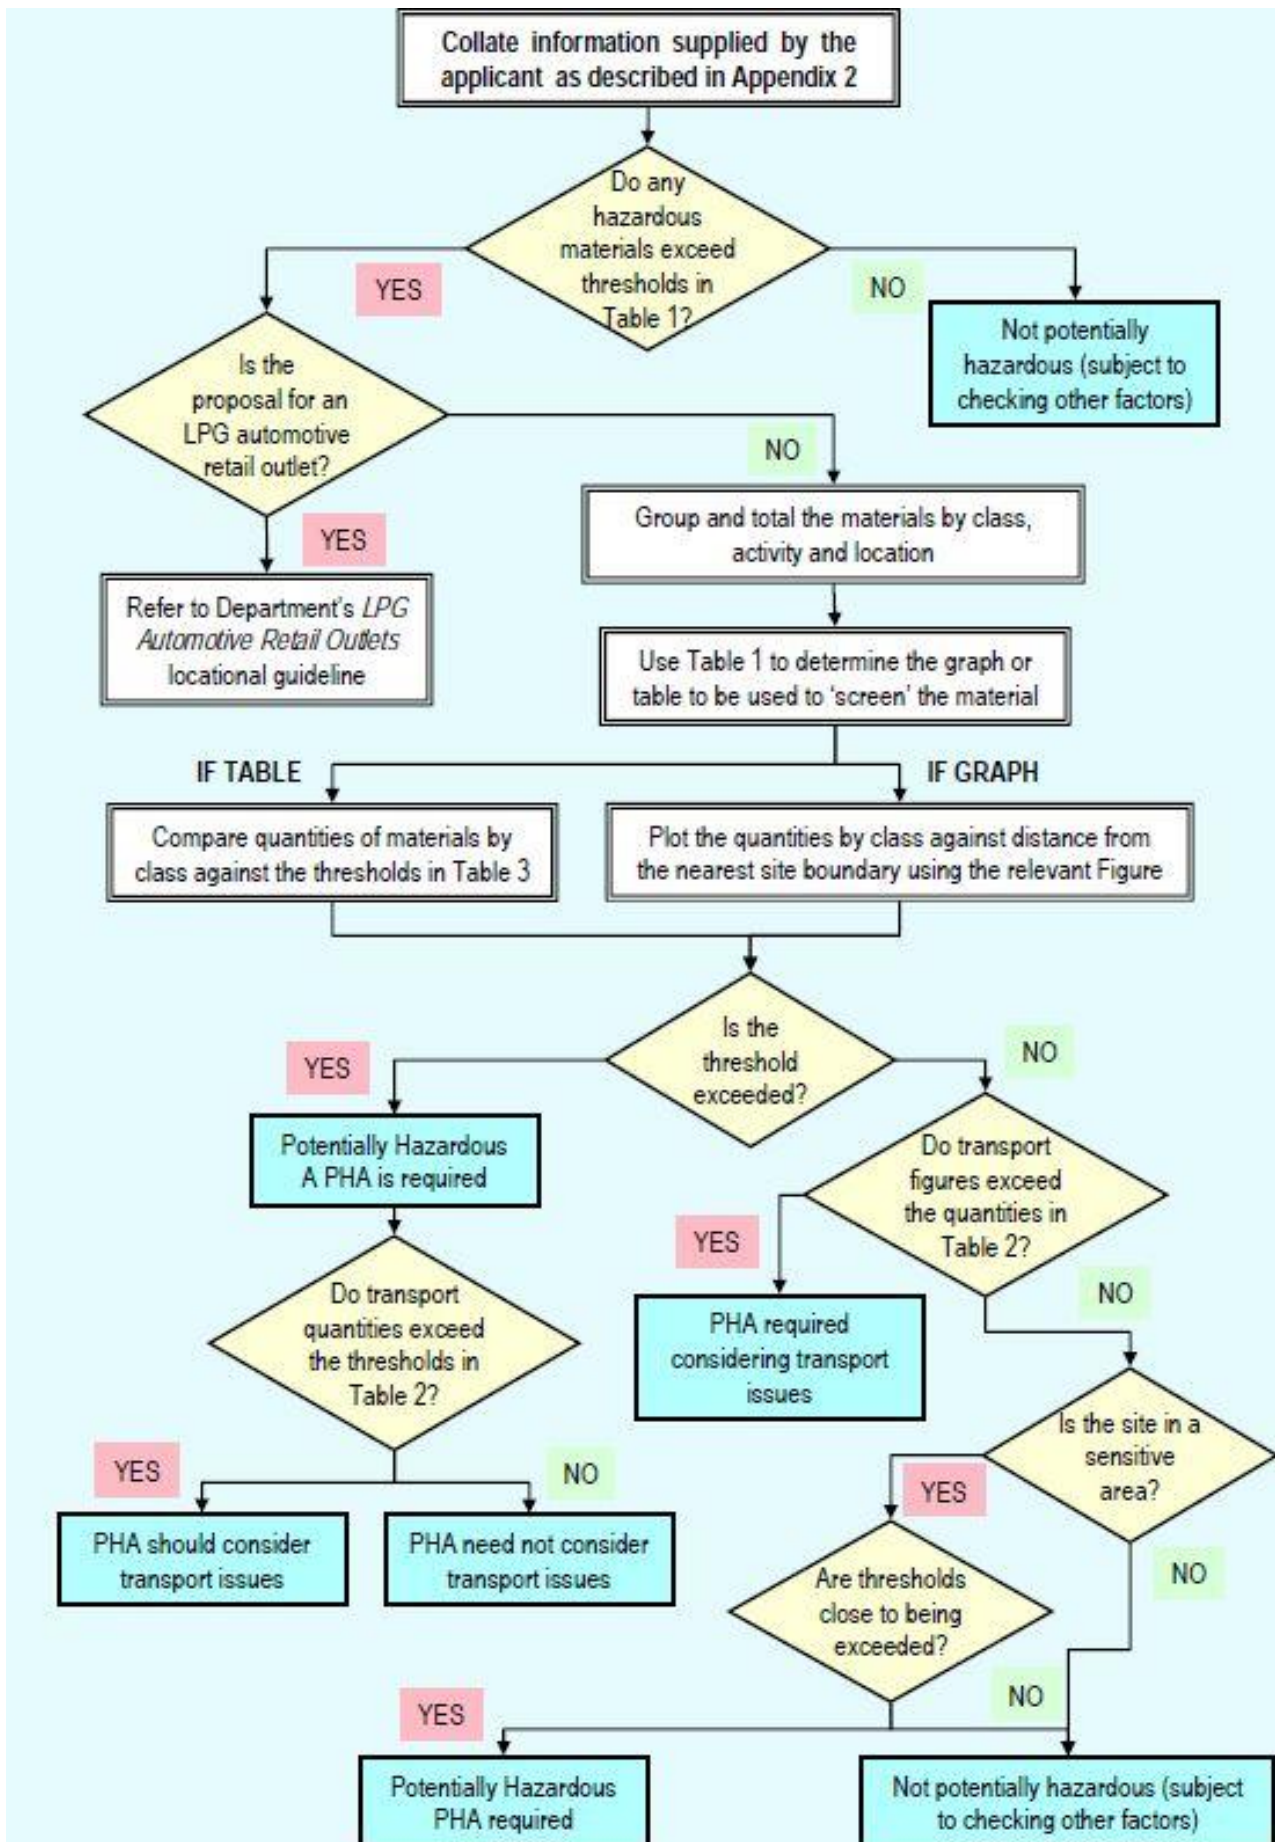 Collate information supplied by the
applicant as described in Appendix 2
Do any
hazardous
materials exceed
thresholds in
Table 1?
YES
NO
Not potentially
hazardous (subject to
checking other factors)
Is the
proposal for an
LPG automotive
retail outlet?
NO
YES
Group and total the materials by class,
activity and location
Refer to Department's LPG
Automotive Retail Outlets
locational guideline
Use Table 1 to determine the graph or
table to be used to ‘screen’ the material
IF TABLE
IF GRAPH
Compare quantities of materials by
class against the thresholds in Table 3
Plot the quantities by class against distance from
the nearest site boundary using the relevant Figure
Is the
threshold
exceeded?
YES
NO
Potentially Hazardous
A PHA is required
Do transport
figures exceed
the quantities in
Table 2?
YES
NO
Do transport
quantities exceed
the thresholds in
Table 2?
PHA required
considering transport
issues
Is the site in a
sensitive
area?
YES
NO
YES
NO
PHA should consider
transport issues
PHA need not consider
transport issues
Are thresholds
close to being
exceeded?
YES
NO
Potentially Hazardous
PHA required
Not potentially hazardous (subject
to checking other factors)